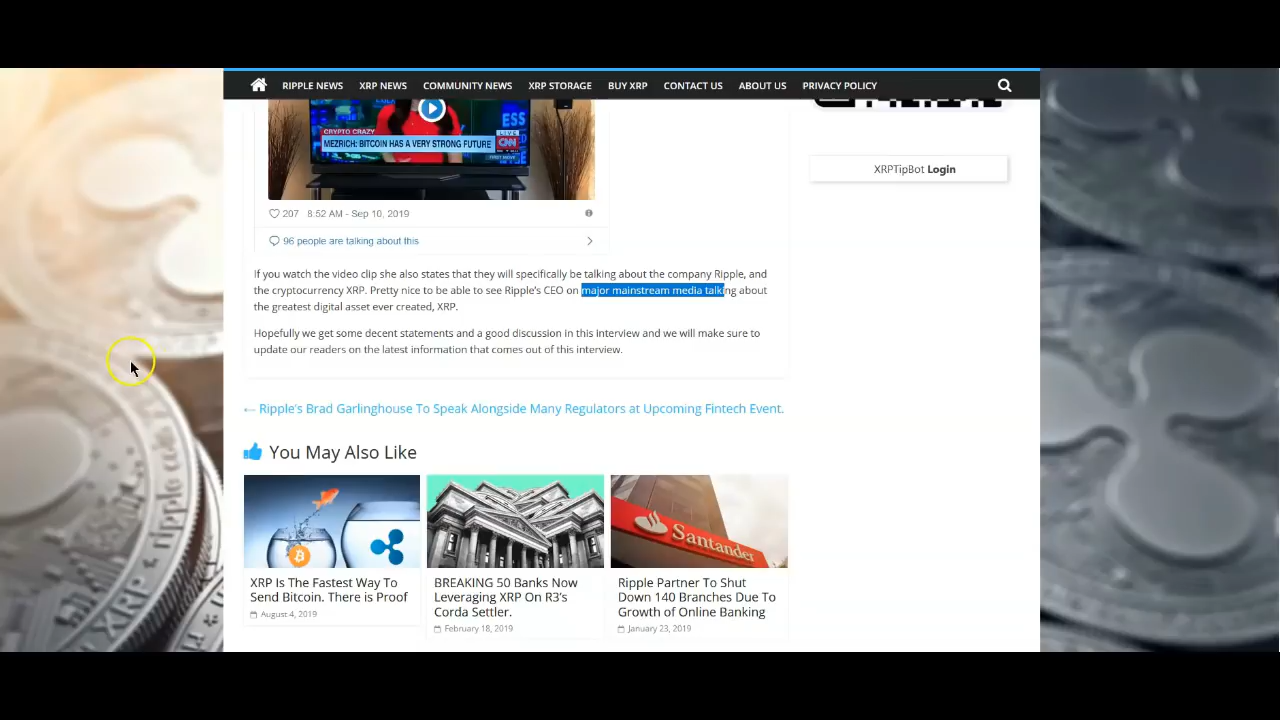 RIPPLE NEWS XRP NEWS COMMUNITY NEWS XRP STORAGE BUY XRP CONTACT US ABOUT US PRIVACY POLICY
ESS
CRYPTO CRAZY
LIVE
MEZRICH: BITCOIN HAS A VERY STRONG FUTURE
CNN
FIRST MOVE
XRPTipBot Login
207 8:52 AM - Sep 10, 2019
96 people are talking about this
If you watch the video clip she also states that they will specifically be talking about the company Ripple, and
the cryptocurrency XRP. Pretty nice to be able to see Ripple's CEO on major mainstream media talking about
the greatest digital asset ever created, XRP.
Hopefully we get some decent statements and a good discussion in this interview and we will make sure to
update our readers on the latest information that comes out of this interview.
← Ripple's Brad Garlinghouse To Speak Alongside Many Regulators at Upcoming Fintech Event.
You May Also Like
Santander
XRP Is The Fastest Way To
Send Bitcoin. There is Proof
August 4, 2019
BREAKING 50 Banks Now
Leveraging XRP On R3's
Corda Settler.
February 18, 2019
Ripple Partner To Shut
Down 140 Branches Due To
Growth of Online Banking
January 23, 2019
ripple
XRP